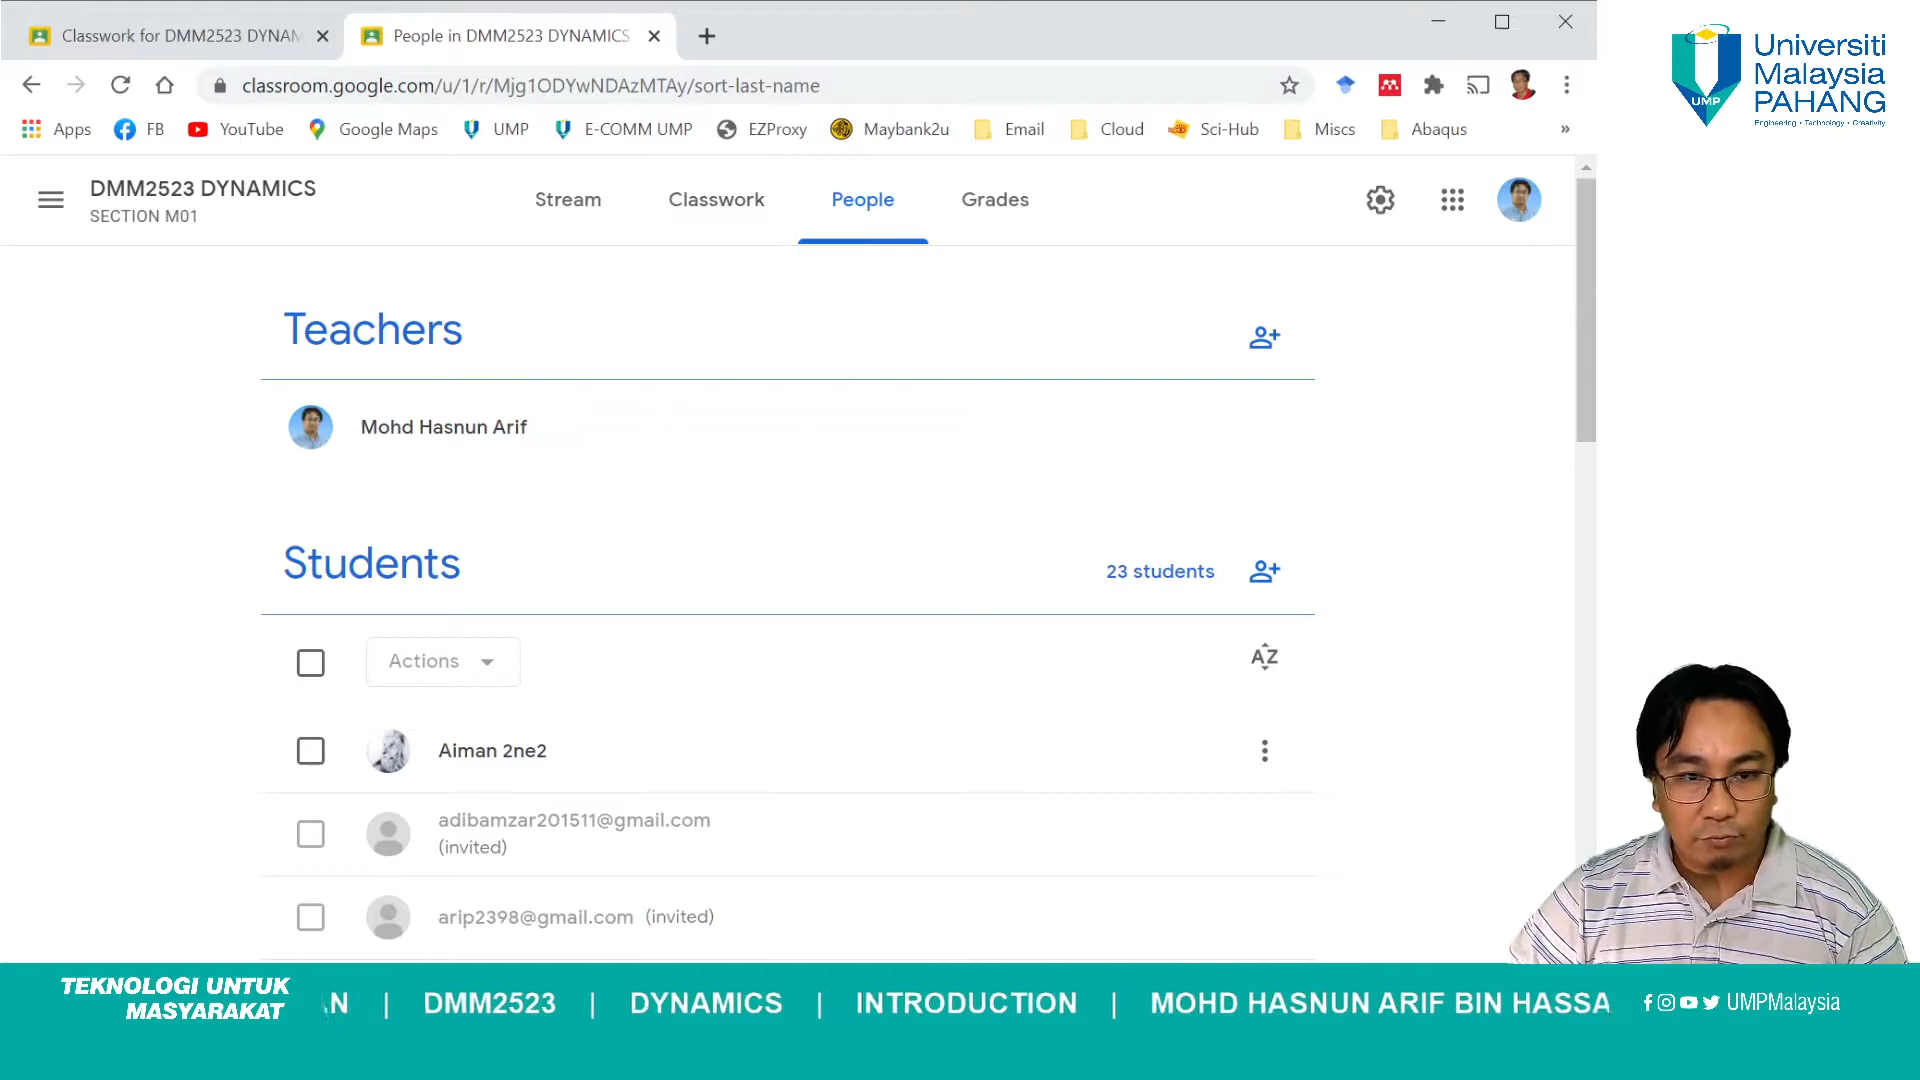 Classwork for DMM2523 DYNAM
People in DMM2523 DYNAMICS
classroom.google.com/u/1/r/Mjg1ODYwNDAzMTAy/sort-last-name
Apps
FB
YouTube
Google Maps
UMP
E-COMM UMP
EZProxy
Maybank2u
Email
Cloud
Sci-Hub
Miscs
Abaqus
»
Universiti
Malaysia
PAHANG
Engineering • Technology • Creativity
UMP
DMM2523 DYNAMICS
SECTION M01
Stream
Classwork
People
Grades
Teachers
Mohd Hasnun Arif
Students
23 students
Actions
AZ
Aiman 2ne2
adibamzar201511@gmail.com
(invited)
arip2398@gmail.com (invited)
TEKNOLOGI UNTUK
MASYARAKAT
N | DMM2523 | DYNAMICS | INTRODUCTION | MOHD HASNUN ARIF BIN HASSA
UMPMalaysia